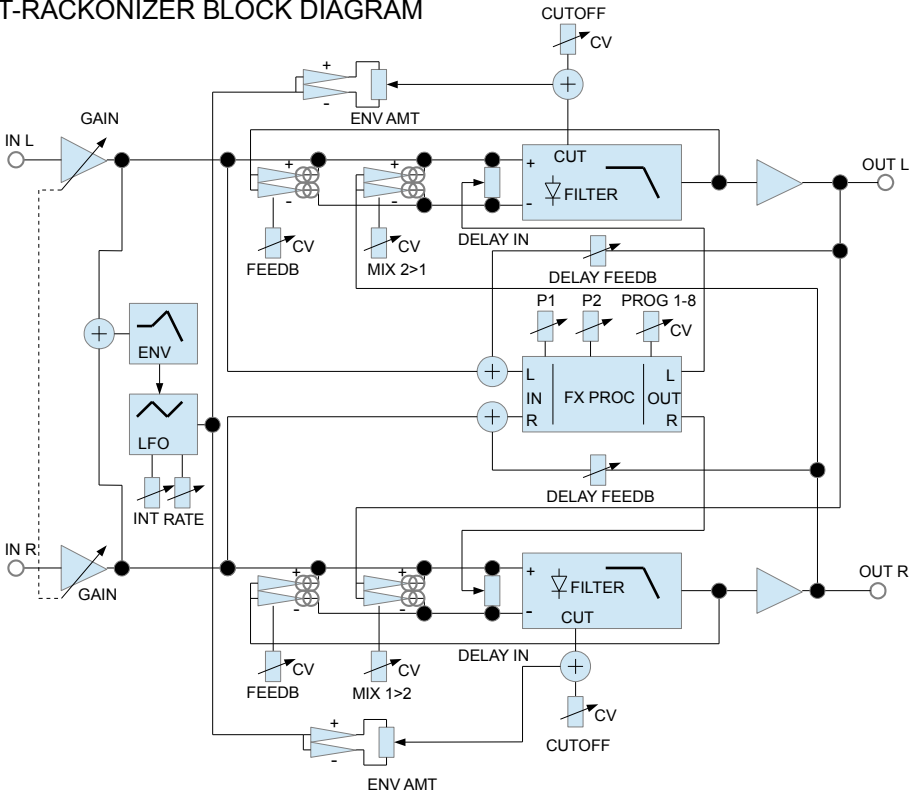 T-RACKONIZER BLOCK DIAGRAM
CUTOFF
CV
+
-
ENV AMT
GAIN
IN L
+
-
+
-
+
-
CUT
FILTER
OUT L
CV
FEEDB
CV
MIX 2>1
DELAY IN
DELAY FEEDB
P1
P2
PROG 1-8
CV
+
ENV
+
L
IN
R
FX PROC
L
OUT
R
+
LFO
INT
RATE
DELAY FEEDB
IN R
GAIN
+
-
+
-
+
-
FILTER
CUT
OUT R
CV
FEEDB
CV
MIX 1>2
DELAY IN
+
CV
CUTOFF
+
-
ENV AMT